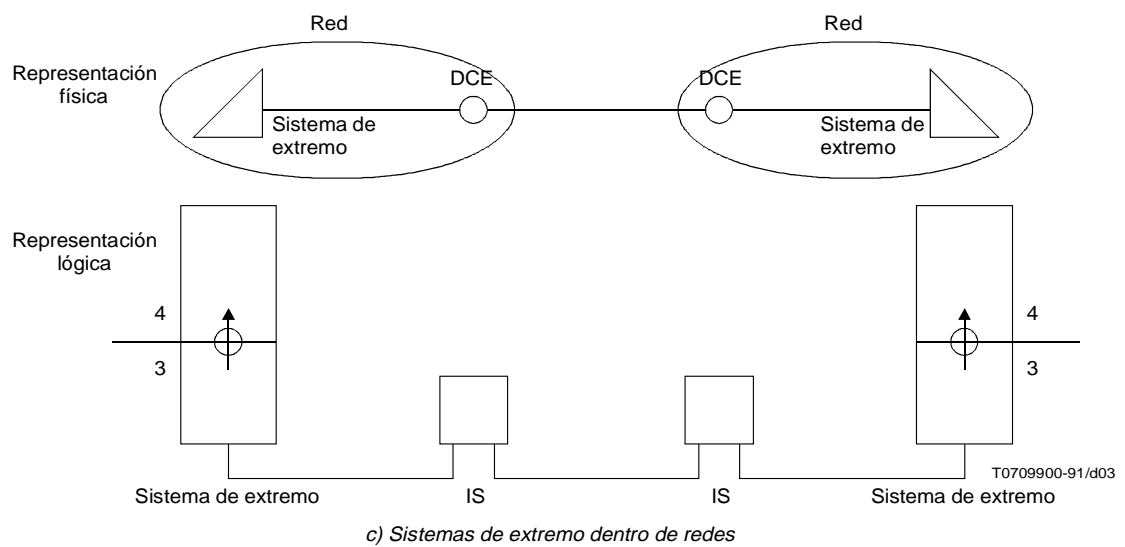 Red
Red
Representación
física
DCE
DCE
Sistema de
extremo
Sistema de
extremo
Representación
lógica
4
3
4
3
T0709900-91/d03
Sistema de extremo
IS
IS
Sistema de extremo
c) Sistemas de extremo dentro de redes